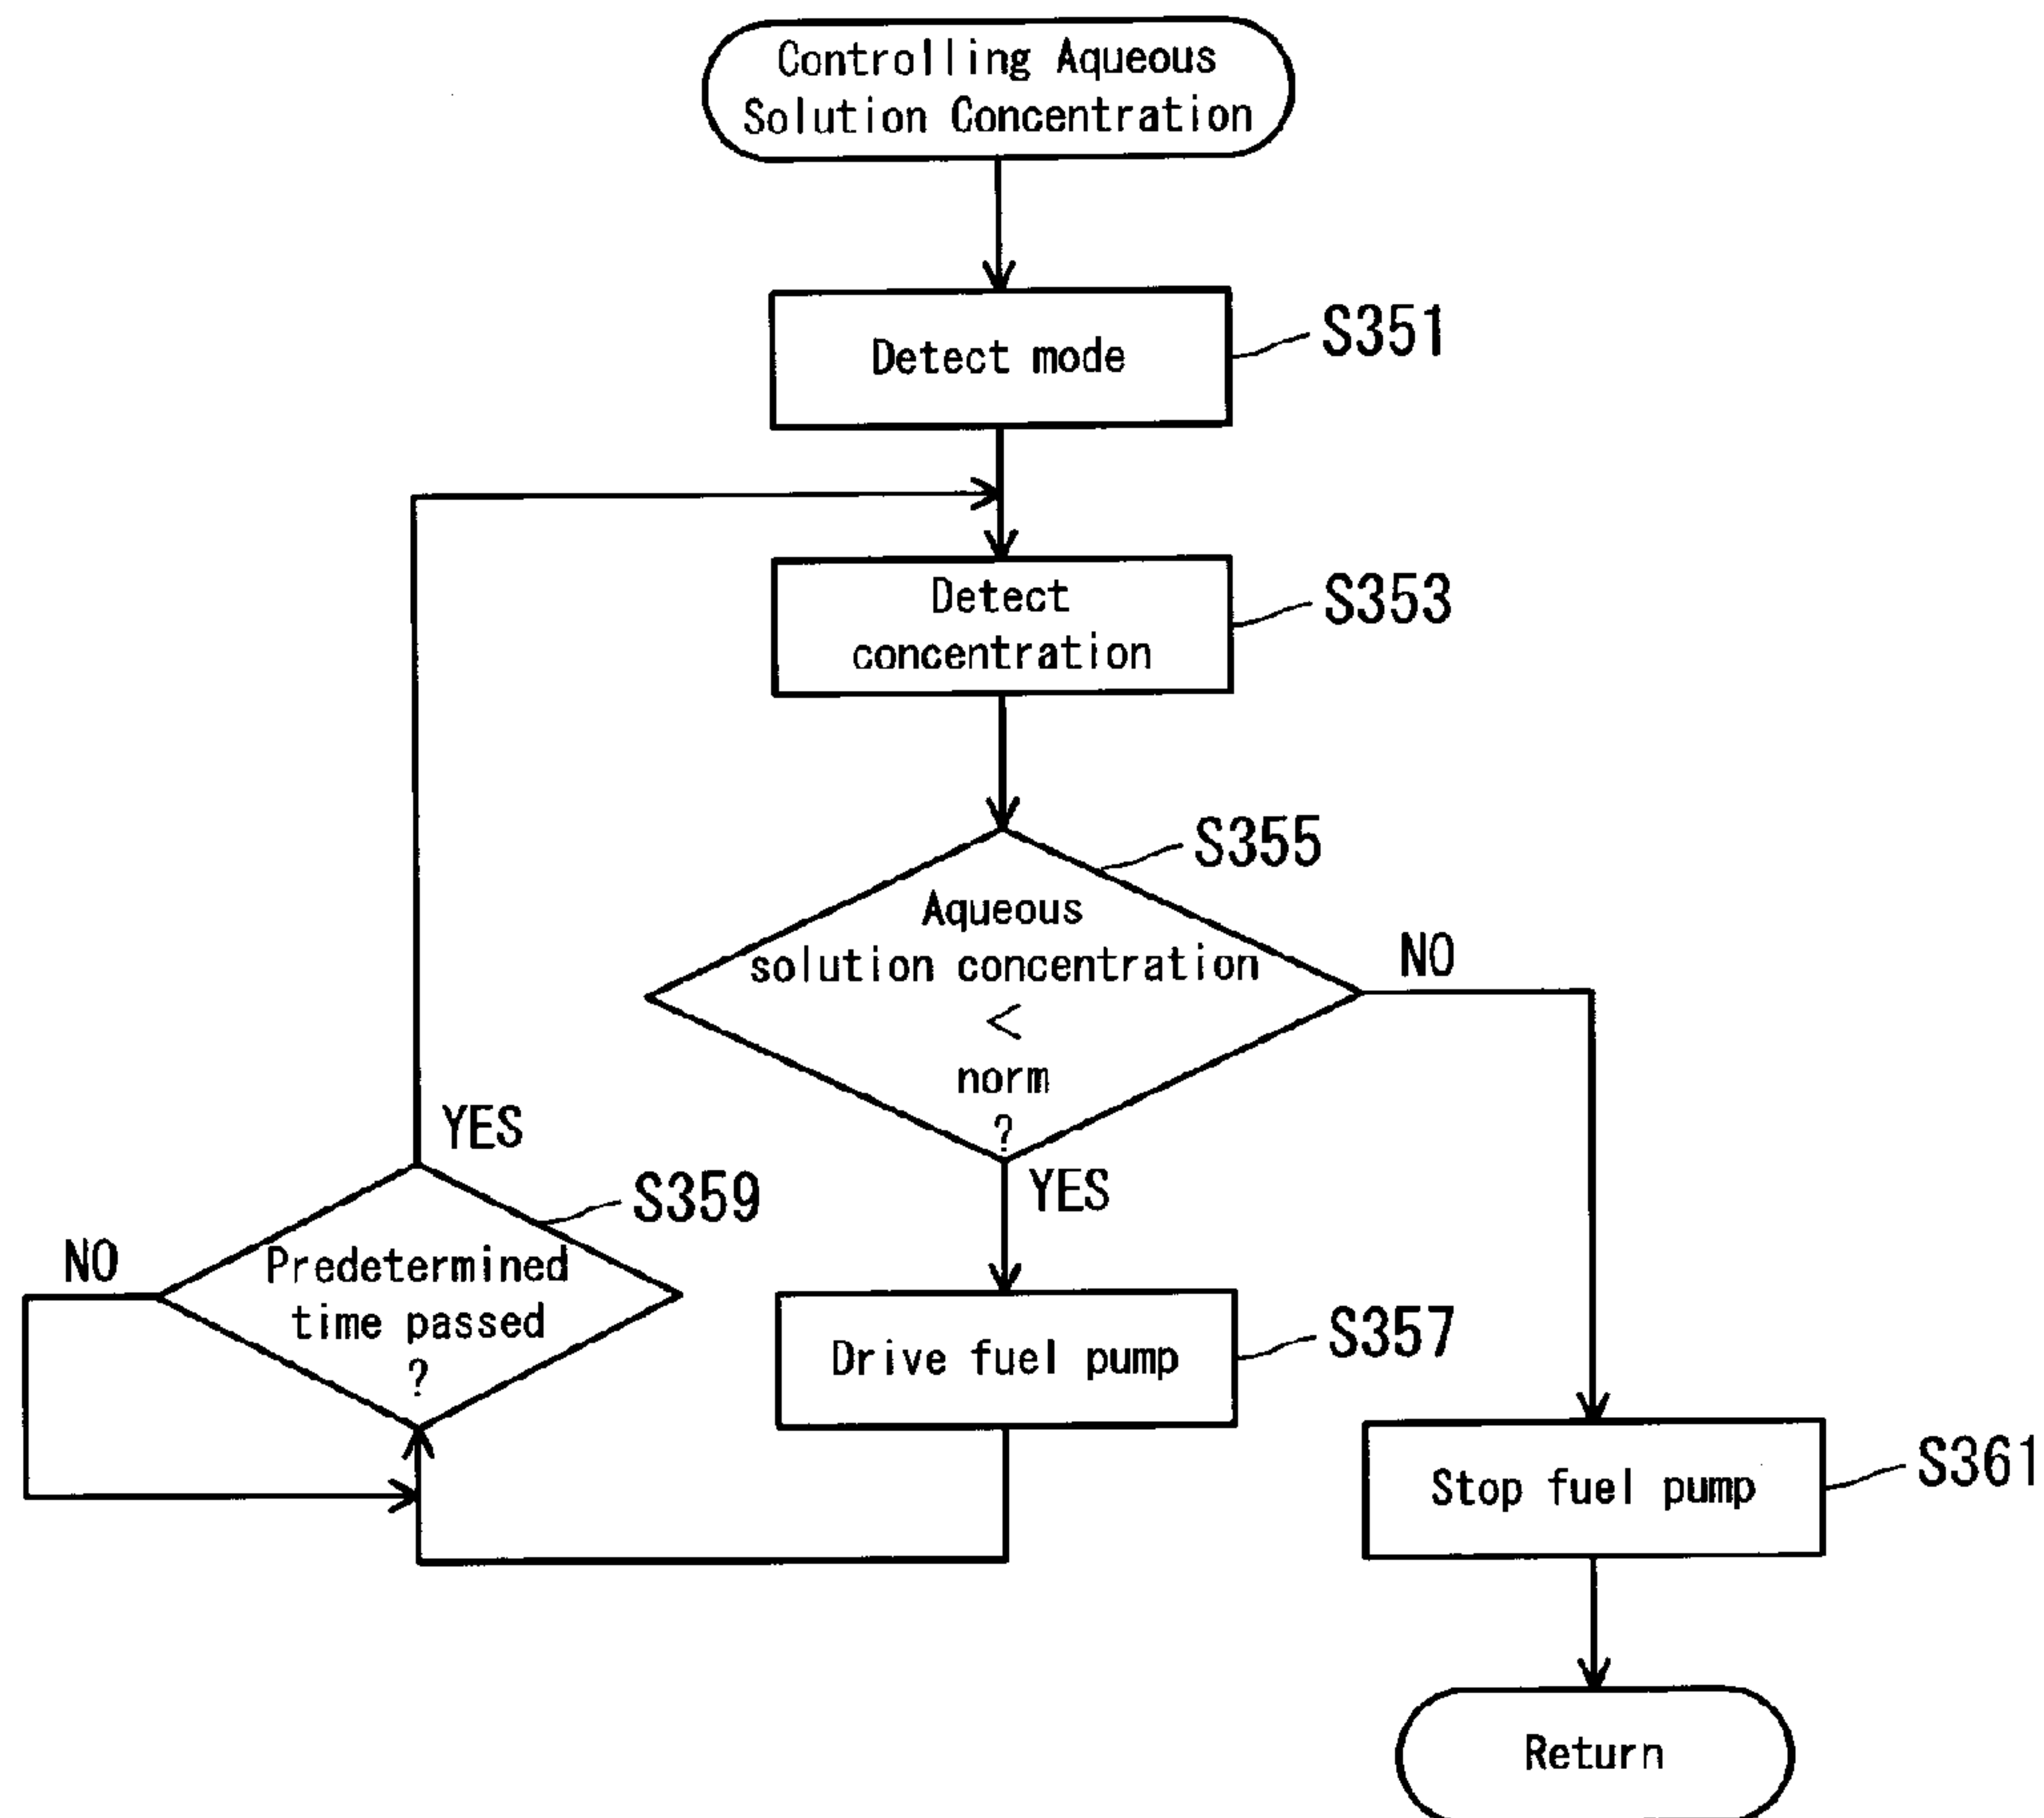 Controlling Aqueous
Solution Concentration
Detect mode
S351
Detect
concentration
S353
S355
Aqueous
solution concentration
<
norm
?
NO
YES
YES
S359
NO
Predetermined
time passed
?
Drive fuel pump
S357
Stop fuel pump
S361
Return